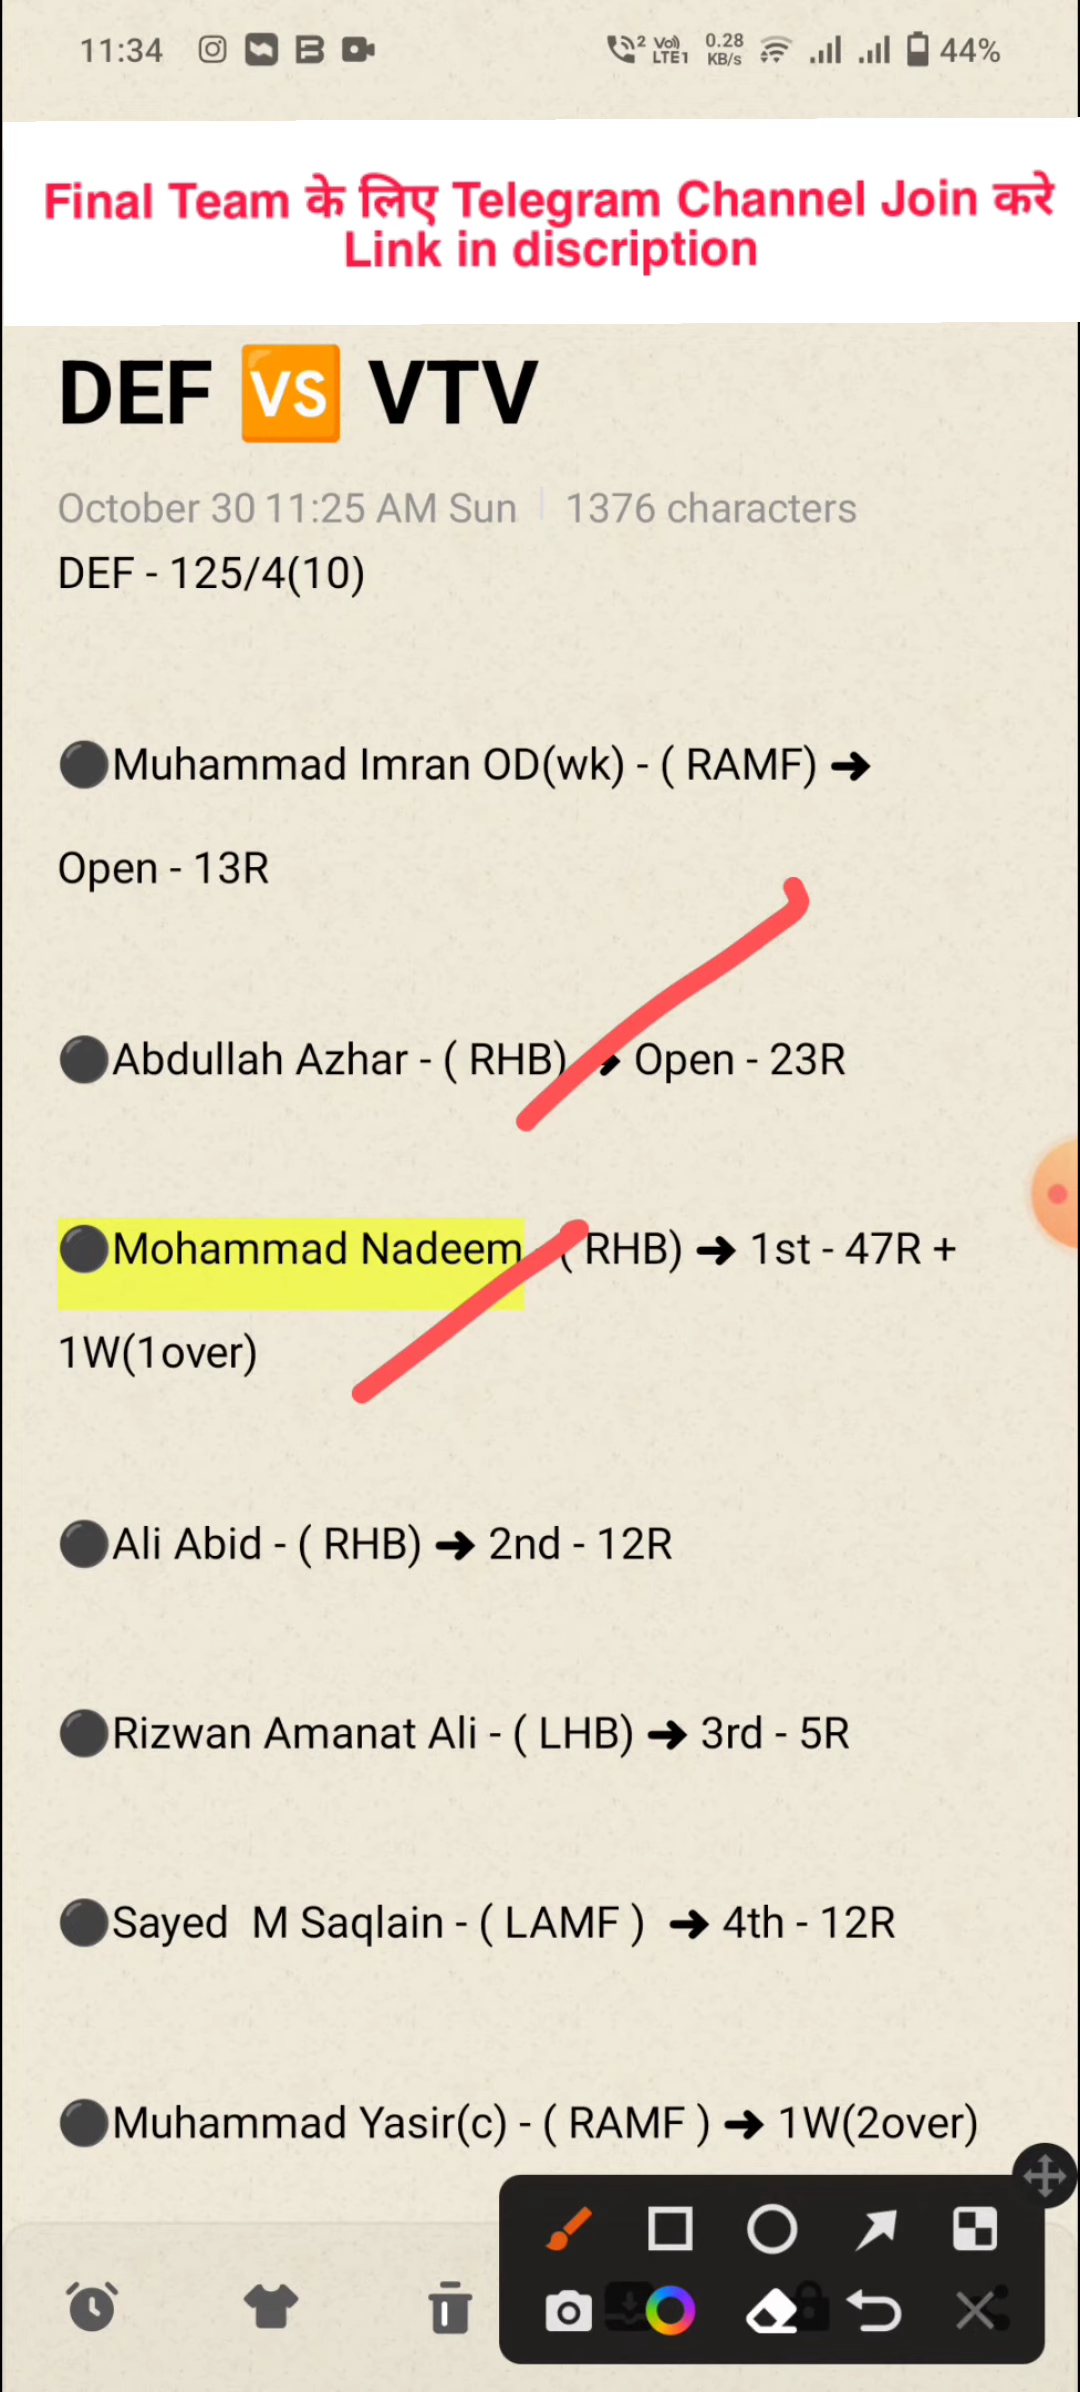 11:34 2 Vo)) LTE1 0.28 KB/s 44%
Final Team के लिए Telegram Channel Join करे
Link in discription
DEF VS VTV
October 30 11:25 AM Sun | 1376 characters
DEF - 125/4(10)
⚫Muhammad Imran OD(wk) - ( RAMF) ➜
Open - 13R
⚫Abdullah Azhar - ( RHB) ➜ Open - 23R
⚫Mohammad Nadeem - ( RHB) ➜ 1st - 47R +
1W(1over)
⚫Ali Abid - ( RHB) ➜ 2nd - 12R
⚫Rizwan Amanat Ali - ( LHB) ➜ 3rd - 5R
⚫Sayed  M Saqlain - ( LAMF )  ➜ 4th - 12R
⚫Muhammad Yasir(c) - ( RAMF ) ➜ 1W(2over)